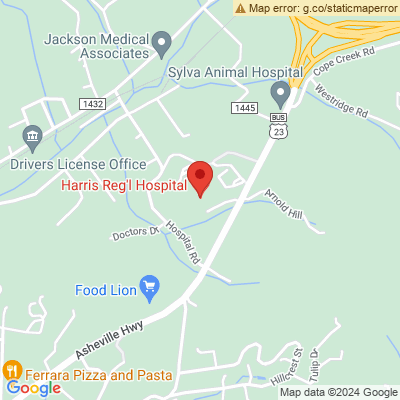 Map error: g.co/staticmaperror
Jackson Medical
Associates
Cope Creek Rd
Sylva Animal Hospital
Westridge Rd
1432
1445
BUS
23
Drivers License Office
Harris Reg'l Hospital
Arnold Hill
Doctors Dr
Hospital Rd
Food Lion
Asheville Hwy
Ferrara Pizza and Pasta
Hillcrest St
Tulip Dr
Google
Map data ©2024 Google